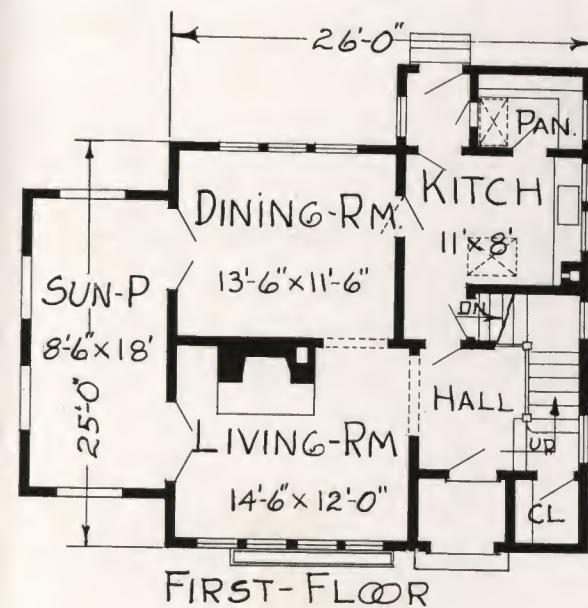 26'-0"
PAN.
KITCH
11'x8'
DINING-RM
13'-6"x11'-6"
SUN-P
8'-6"x18'
25'-0"
DN
HALL
UP
LIVING-RM
14'-6"x12'-0"
CL
FIRST-FLOOR